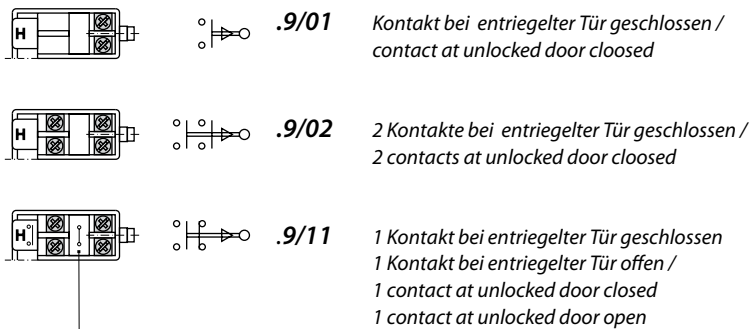 H
.9/01
Kontakt bei entriegelter Tür geschlossen /
contact at unlocked door cloosed
H
.9/02
2 Kontakte bei entriegelter Tür geschlossen /
2 contacts at unlocked door cloosed
H
.9/11
1 Kontakt bei entriegelter Tür geschlossen
1 Kontakt bei entriegelter Tür offen /
1 contact at unlocked door closed
1 contact at unlocked door open